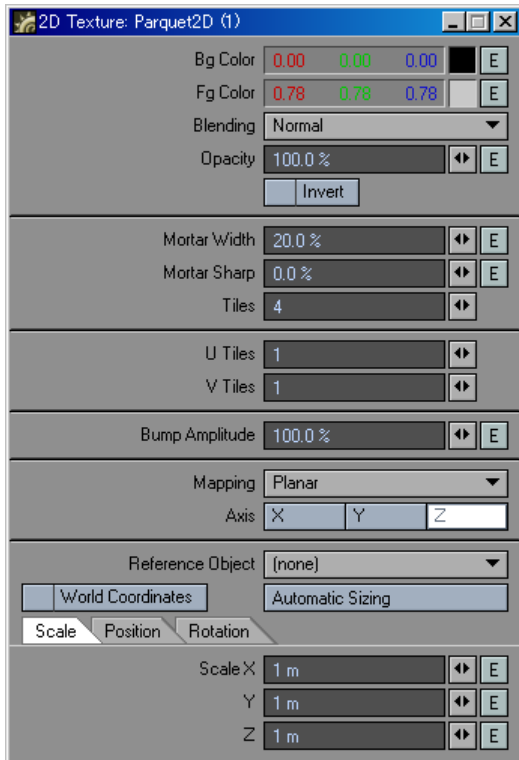 2D Texture: Parquet2D (1)
Bg Color 0.00 0.00 0.00 E
Fg Color 0.78 0.78 0.78 E
Blending Normal
Opacity 100.0 % E
Invert
Mortar Width 20.0 % E
Mortar Sharp 0.0 % E
Tiles 4
U Tiles 1
V Tiles 1
Bump Amplitude 100.0 % E
Mapping Planar
Axis X Y Z
Reference Object (none)
World Coordinates Automatic Sizing
Scale Position Rotation
Scale X 1 m E
Y 1 m E
Z 1 m E